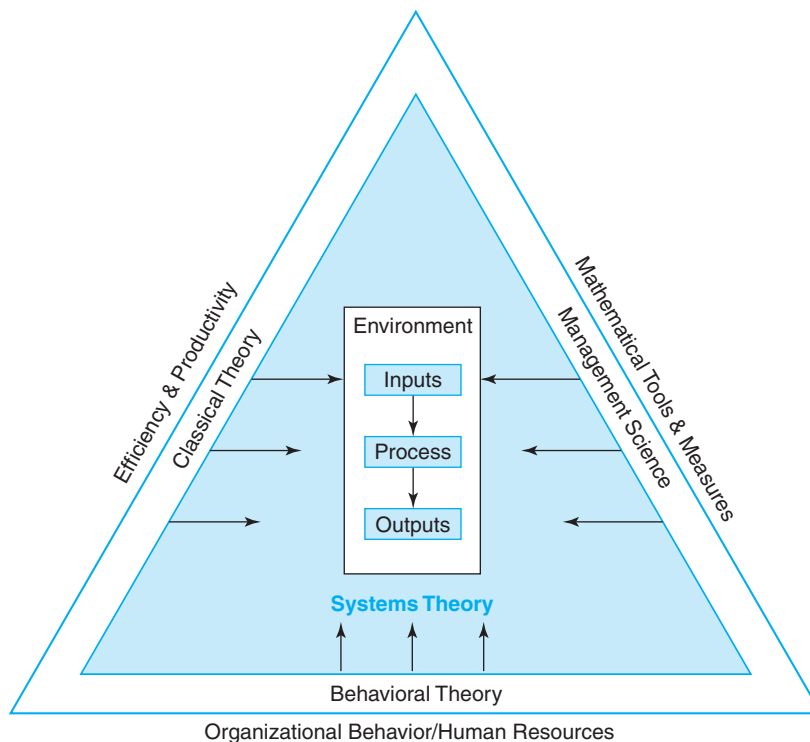 Efficiency & Productivity
Classical Theory
Mathematical Tools & Measures
Management Science
Environment
Inputs
Process
Outputs
Systems Theory
Behavioral Theory
Organizational Behavior/Human Resources